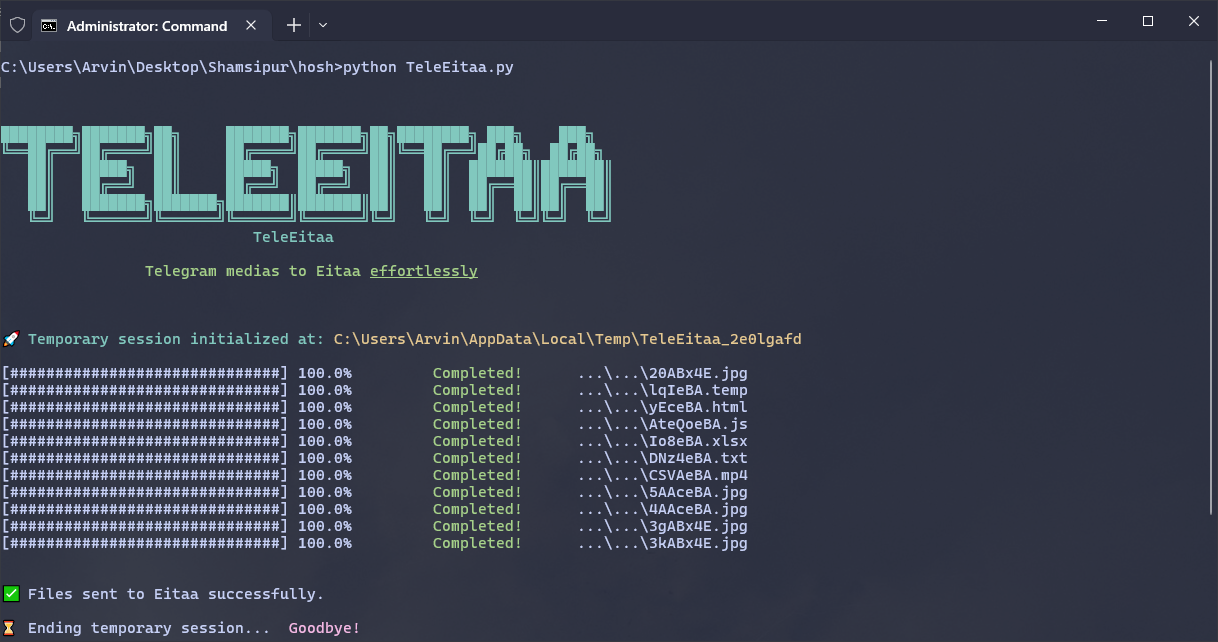 Administrator: Command
C:\Users\Arvin\Desktop\Shamsipur\hosh>python TeleEitaa.py
TELEEITAA
TeleEitaa
Telegram medias to Eitaa effortlessly
🚀 Temporary session initialized at: C:\Users\Arvin\AppData\Local\Temp\TeleEitaa_2e0lgafd
[##############################] 100.0% Completed! ...\...\20ABx4E.jpg
[##############################] 100.0% Completed! ...\...\lqIeBA.temp
[##############################] 100.0% Completed! ...\...\yEceBA.html
[##############################] 100.0% Completed! ...\...\AteQoeBA.js
[##############################] 100.0% Completed! ...\...\Io8eBA.xlsx
[##############################] 100.0% Completed! ...\...\DNz4eBA.txt
[##############################] 100.0% Completed! ...\...\CSVAeBA.mp4
[##############################] 100.0% Completed! ...\...\5AAceBA.jpg
[##############################] 100.0% Completed! ...\...\4AAceBA.jpg
[##############################] 100.0% Completed! ...\...\3gABx4E.jpg
[##############################] 100.0% Completed! ...\...\3kABx4E.jpg
✅ Files sent to Eitaa successfully.
⏳ Ending temporary session... Goodbye!